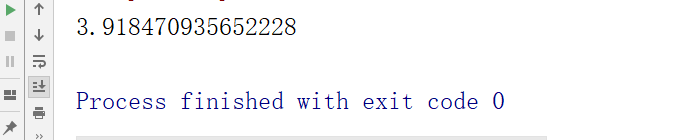 3.918470935652228
Process finished with exit code 0